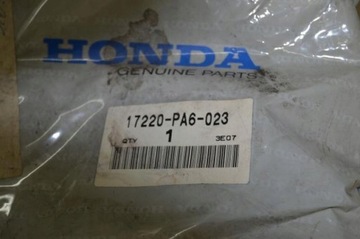 HONDA
GENUINE PARTS
17220-PA6-023
1
QTY 3E07